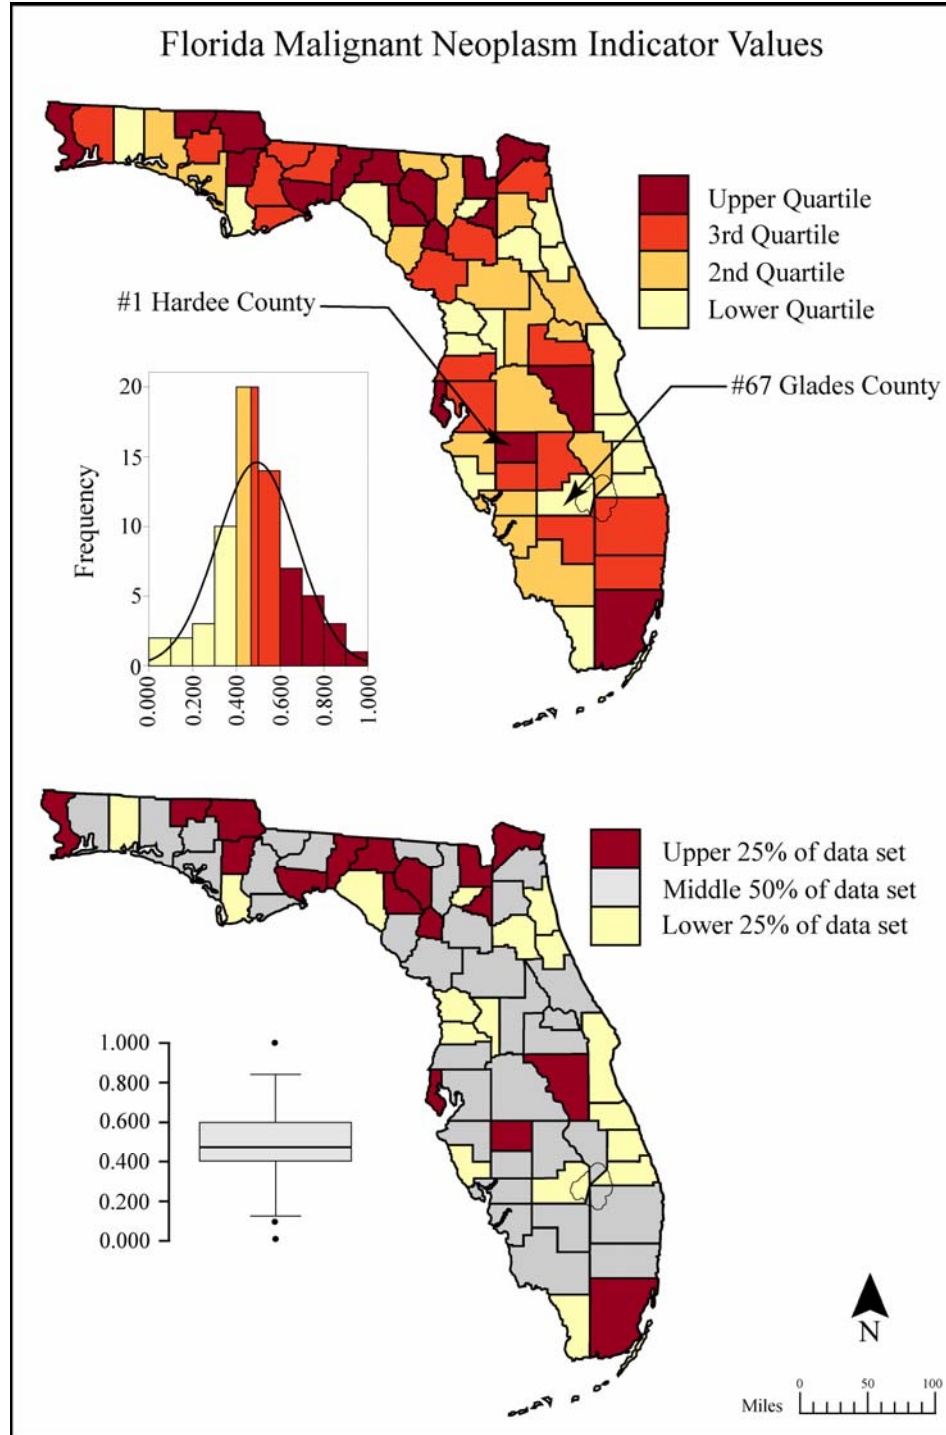 Florida Malignant Neoplasm Indicator Values
Upper Quartile
3rd Quartile
2nd Quartile
Lower Quartile
#1 Hardee County
#67 Glades County
Frequency
20
15
10
5
0
0.000
0.200
0.400
0.600
0.800
1.000
Upper 25% of data set
Middle 50% of data set
Lower 25% of data set
1.000
0.800
0.600
0.400
0.200
0.000
N
Miles
0 50 100